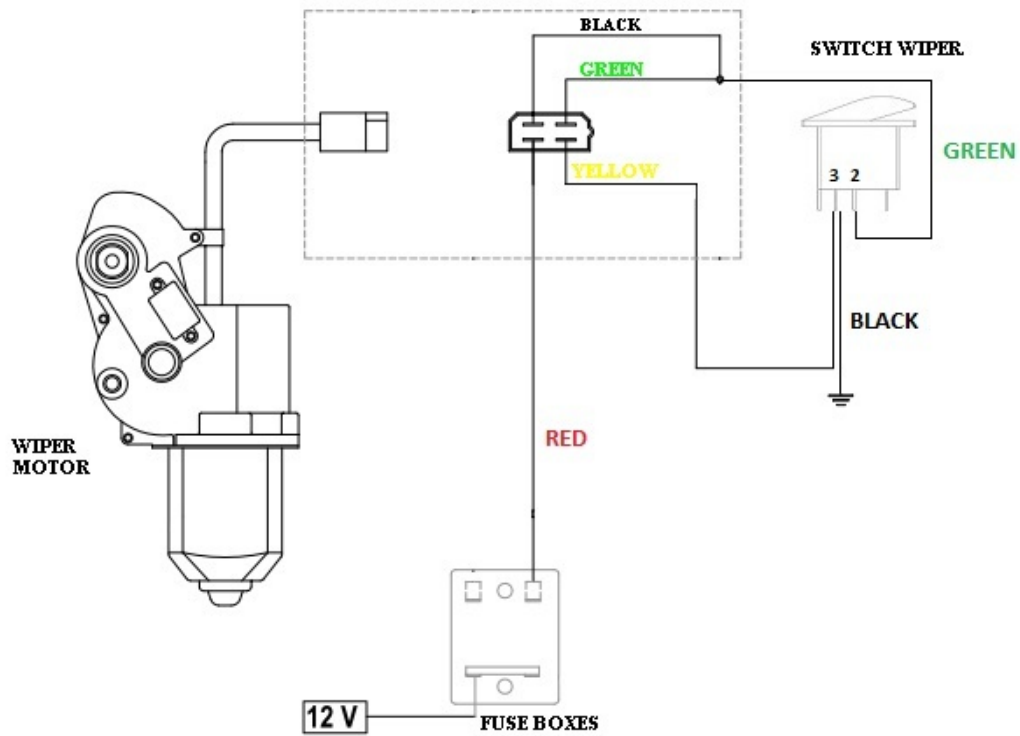 BLACK
SWITCH WIPER
GREEN
GREEN
YELLOW
3 2
BLACK
RED
WIPER
MOTOR
12 V
FUSE BOXES